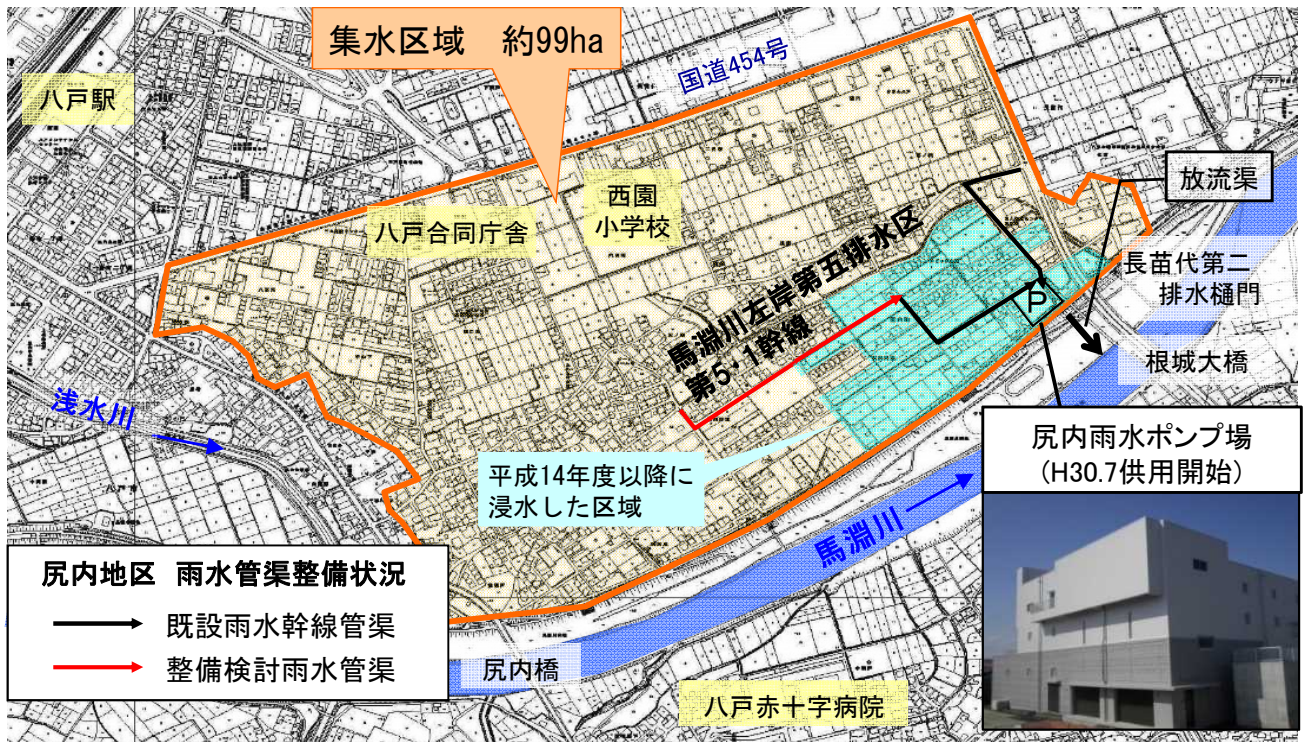 集水区域　約99ha
国道454号
八戸駅
西園
小学校
八戸合同庁舎
放流渠
馬淵川左岸第五排水区
第5・1幹線
長苗代第二
排水樋門
P
根城大橋
浅水川
尻内雨水ポンプ場
(H30.7供用開始)
平成14年度以降に
浸水した区域
馬淵川
尻内地区　雨水管渠整備状況
既設雨水幹線管渠
整備検討雨水管渠
尻内橋
八戸赤十字病院